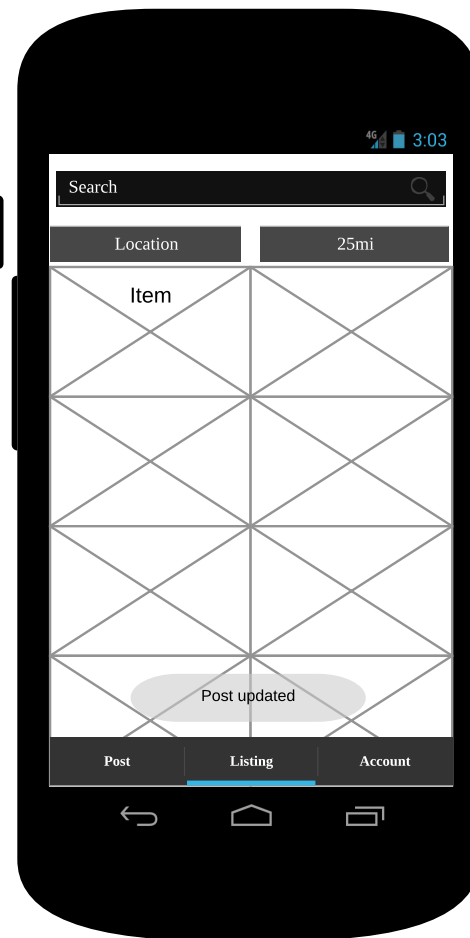 4G 3:03
Search
Location 25mi
Item
Post updated
Post Listing Account